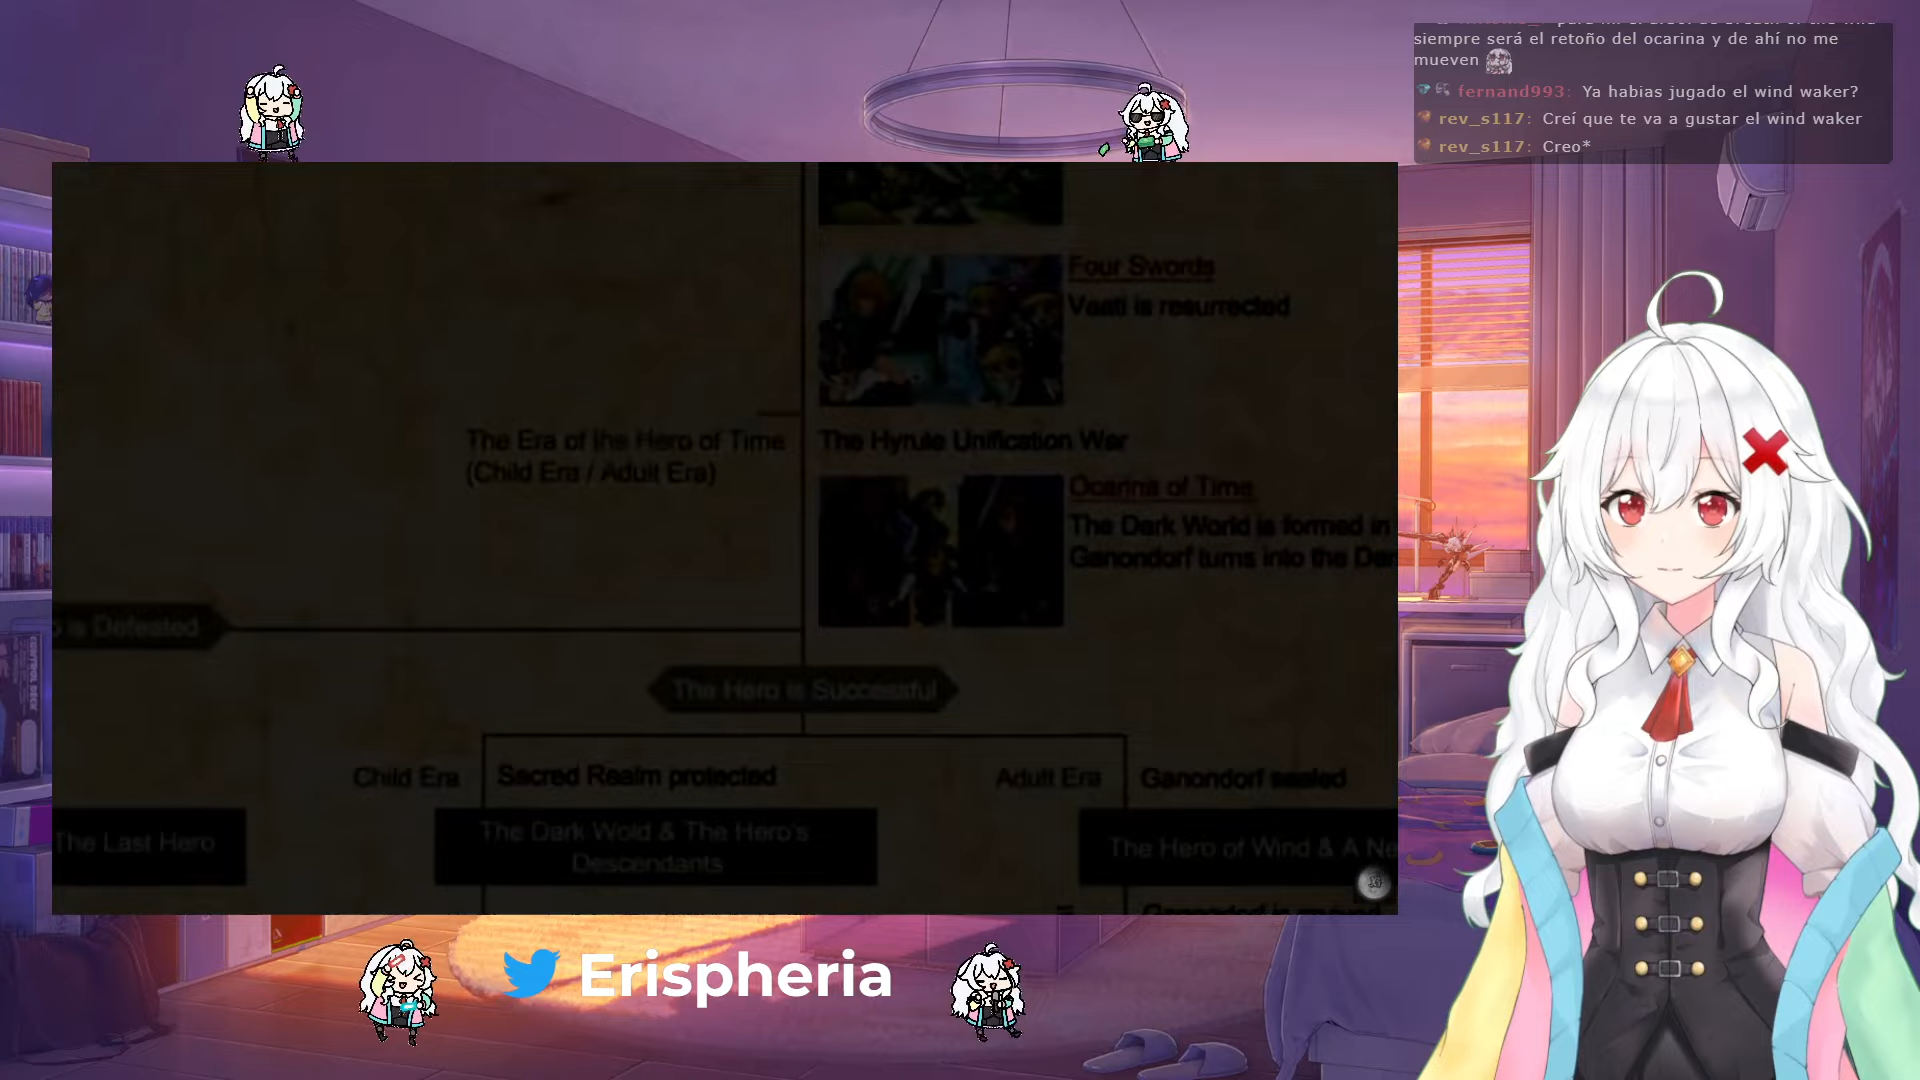 siempre será el retoño del ocarina y de ahí no me
mueven
fernand993: Ya habias jugado el wind waker?
rev_s117: Creí que te va a gustar el wind waker
rev_s117: Creo*
Four Swords
Vaati is resurrected
The Era of the Hero of Time
(Child Era / Adult Era)
The Hyrule Unification War
Ocarina of Time
The Dark World is formed in
Ganondorf turns into the
is Defeated
The Hero is Successful
Child Era
Sacred Realm protected
Adult Era
Ganondorf sealed
The Last Hero
The Dark Wold & The Hero's
Descendants
The Hero of Wind & A
Erispheria